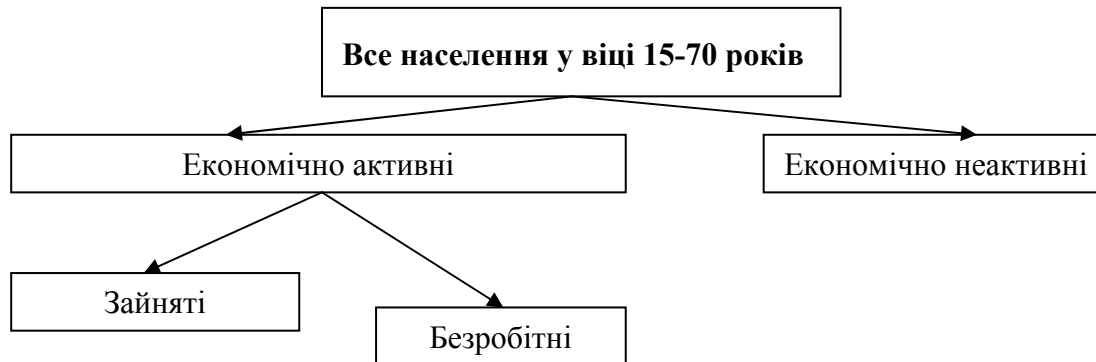 Все населення у віці 15-70 років
Економічно активні
Економічно неактивні
Зайняті
Безробітні